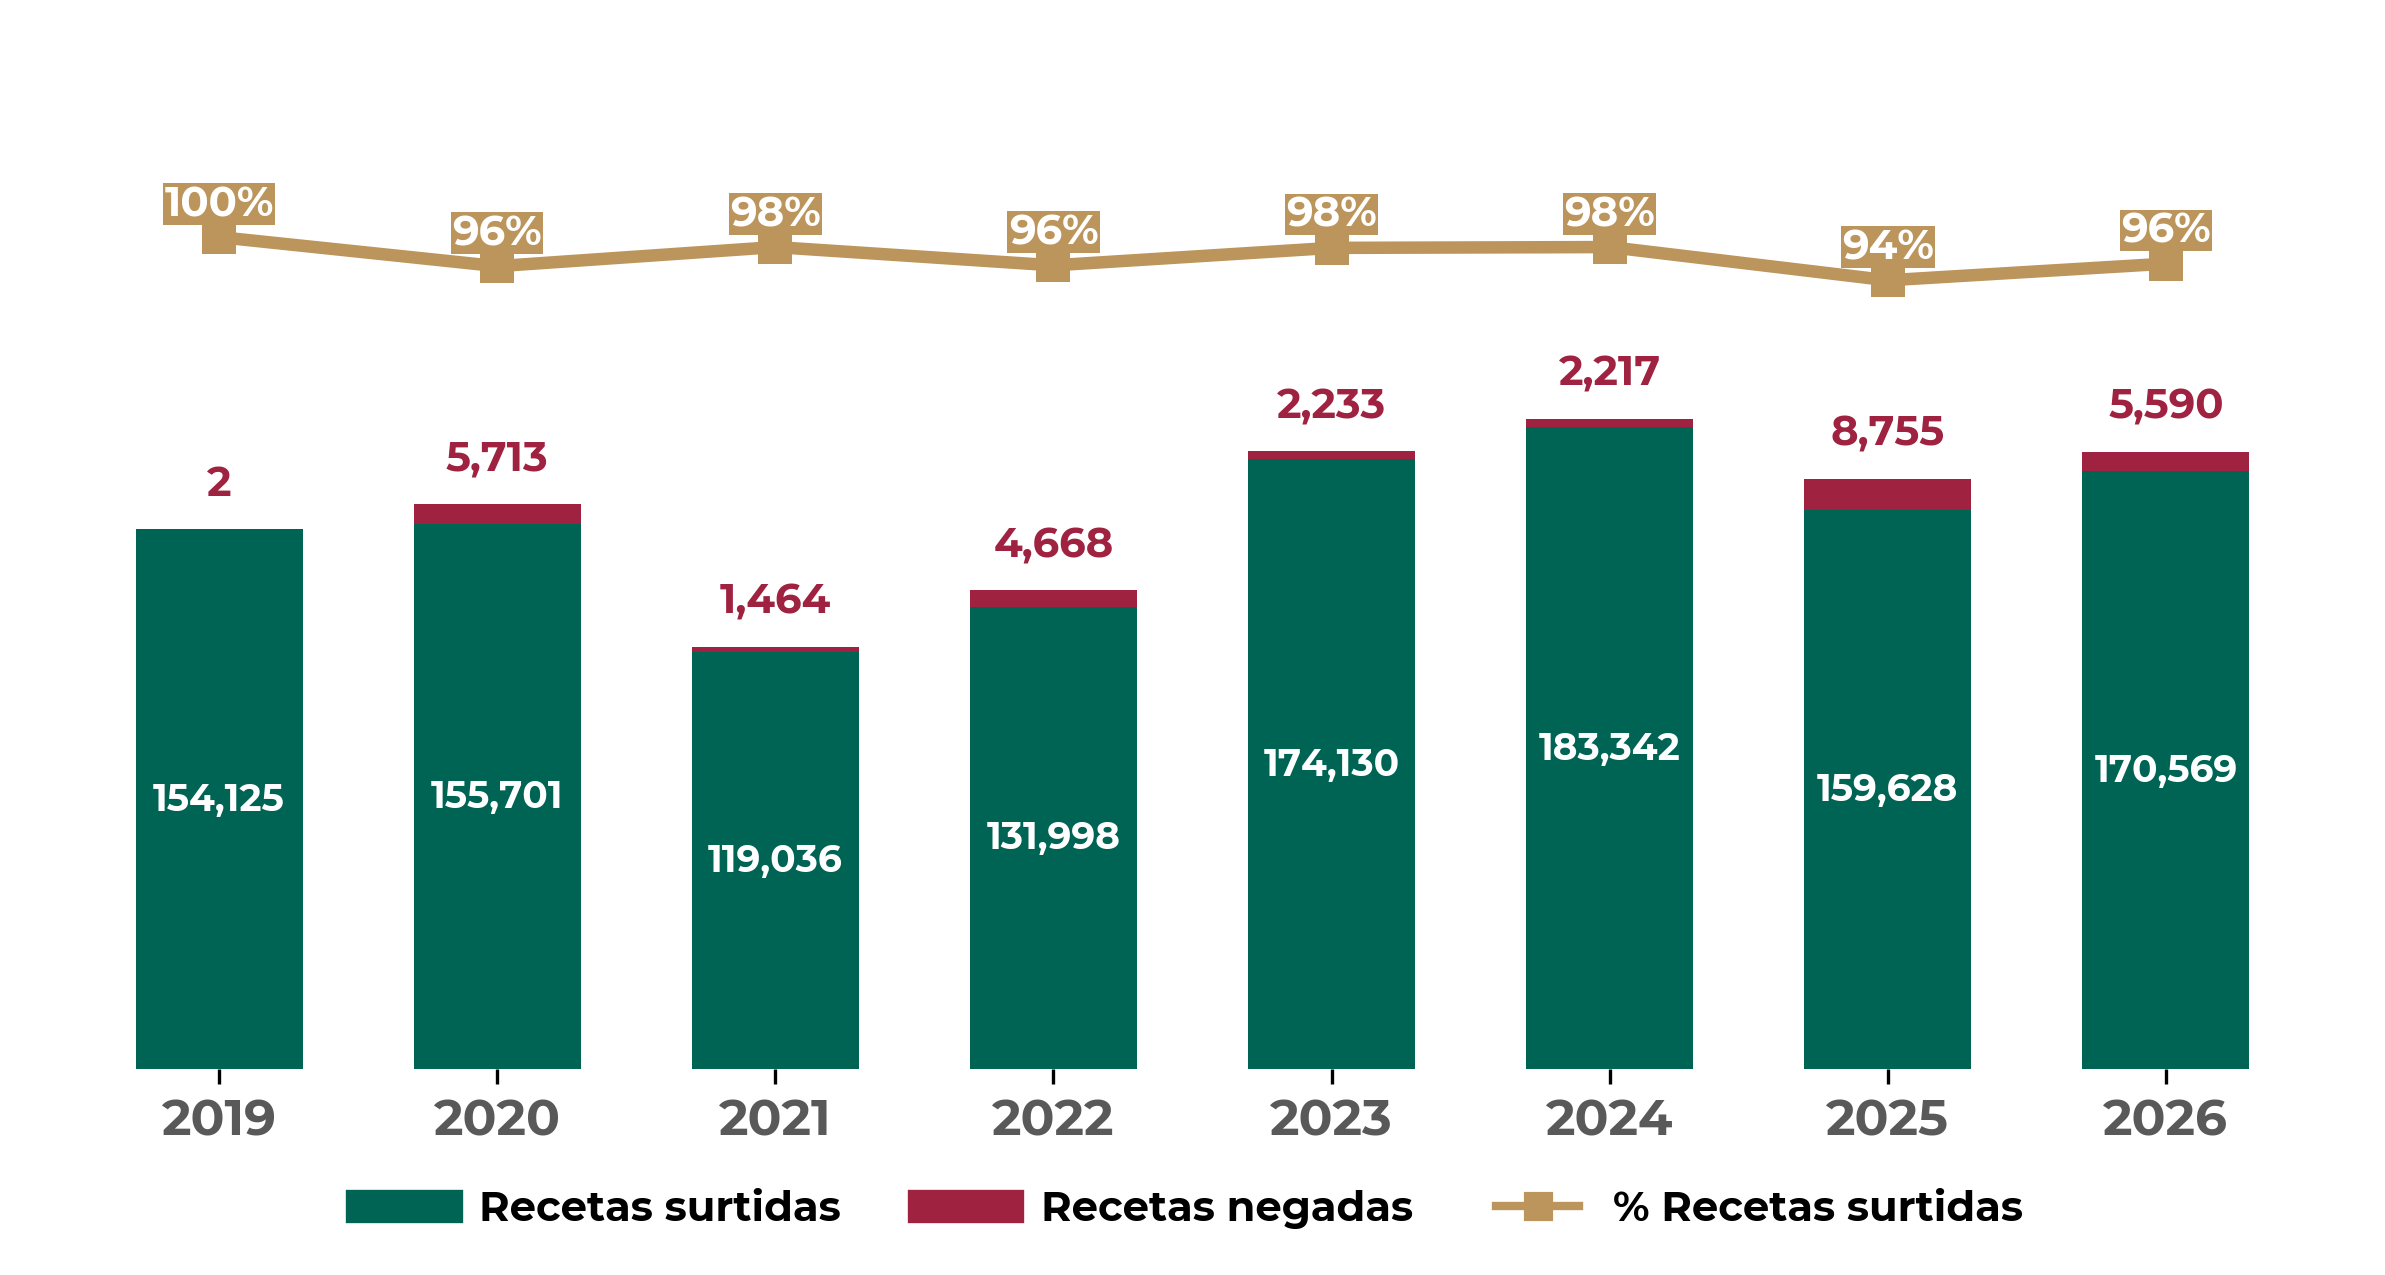 100% 96% 98% 96% 98% 98% 94% 96%
2 5,713 1,464 4,668 2,233 2,217 8,755 5,590
154,125 155,701 119,036 131,998 174,130 183,342 159,628 170,569
2019 2020 2021 2022 2023 2024 2025 2026
Recetas surtidas Recetas negadas % Recetas surtidas